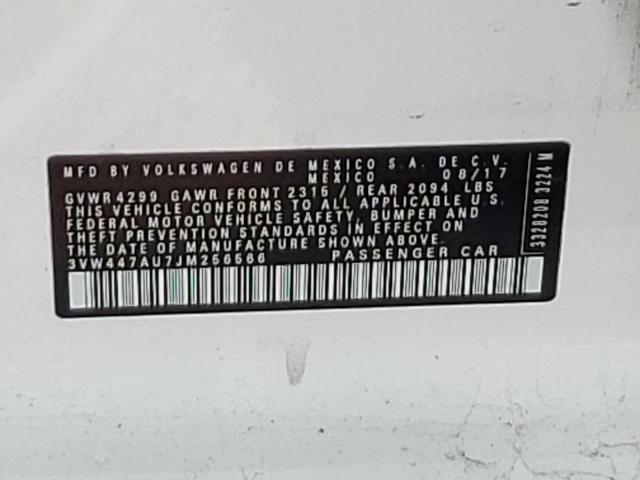 MFD BY VOLKSWAGEN DE MEXICO S.A. DE C.V.
MEXICO 08/17
GVWR 4299 GAWR FRONT 2315 / REAR 2094 LBS
THIS VEHICLE CONFORMS TO ALL APPLICABLE U.S.
FEDERAL MOTOR VEHICLE SAFETY, BUMPER AND
THEFT PREVENTION STANDARDS IN EFFECT ON
THE DATE OF MANUFACTURE SHOWN ABOVE.
3VW447AU7JM256566 PASSENGER CAR
3328208 3224 M